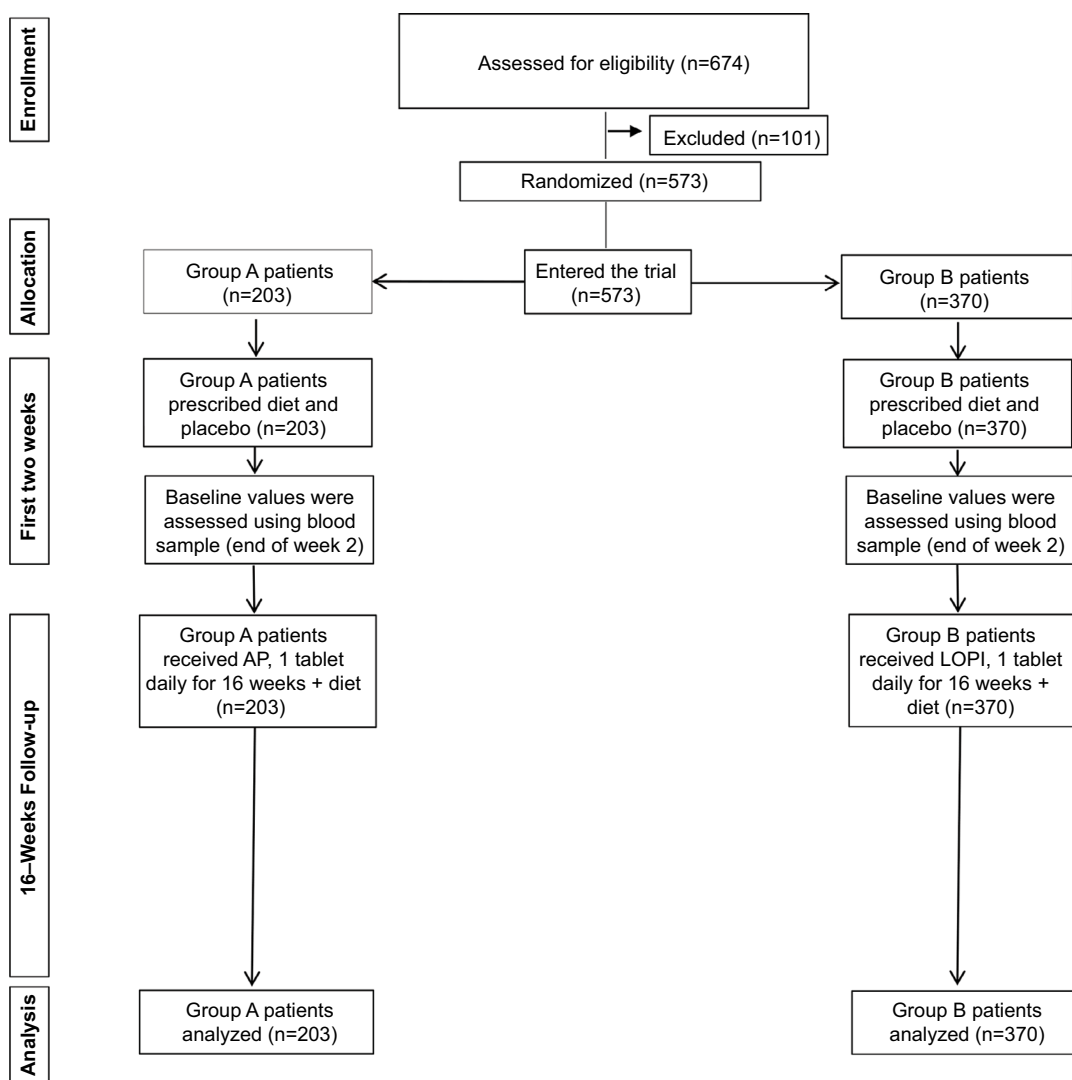 Enrollment
Assessed for eligibility (n=674)
Excluded (n=101)
Randomized (n=573)
Allocation
Group A patients
(n=203)
Entered the trial
(n=573)
Group B patients
(n=370)
First two weeks
Group A patients
prescribed diet and
placebo (n=203)
Group B patients
prescribed diet and
placebo (n=370)
Baseline values were
assessed using blood
sample (end of week 2)
Baseline values were
assessed using blood
sample (end of week 2)
16–Weeks Follow-up
Group A patients
received AP, 1 tablet
daily for 16 weeks + diet
(n=203)
Group B patients
received LOPI, 1 tablet
daily for 16 weeks +
diet (n=370)
Analysis
Group A patients
analyzed (n=203)
Group B patients
analyzed (n=370)